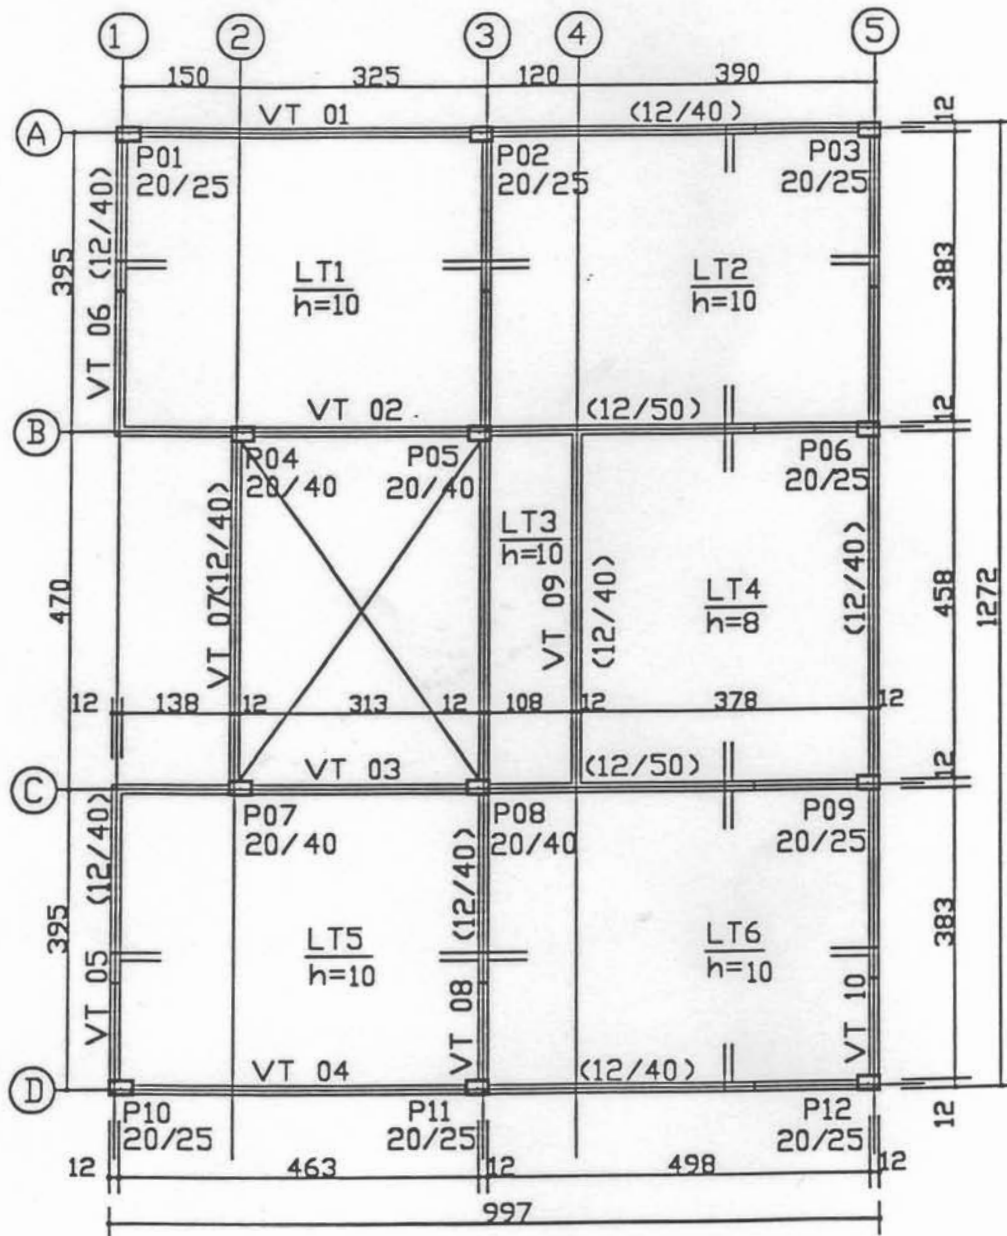 1 2 3 4 5
150 325 120 390
VT 01 (12/40)
A
12
P01
20/25
P02
20/25
P03
20/25
VT 06 (12/40)
395
LT1
h=10
LT2
h=10
383
B
VT 02 (12/50)
12
P04
20/40
P05
20/40
P06
20/25
470
VT 07(12/40)
LT3
h=10
VT 09 (12/40)
LT4
h=8
(12/40)
458
1272
12 138 12 313 12 108 12 378 12
C
VT 03 (12/50)
12
P07
20/40
P08
20/40
P09
20/25
395
VT 05 (12/40)
LT5
h=10
VT 08 (12/40)
LT6
h=10
VT 10
383
D
VT 04 (12/40)
12
P10
20/25
P11
20/25
P12
20/25
12 463 12 498 12
997